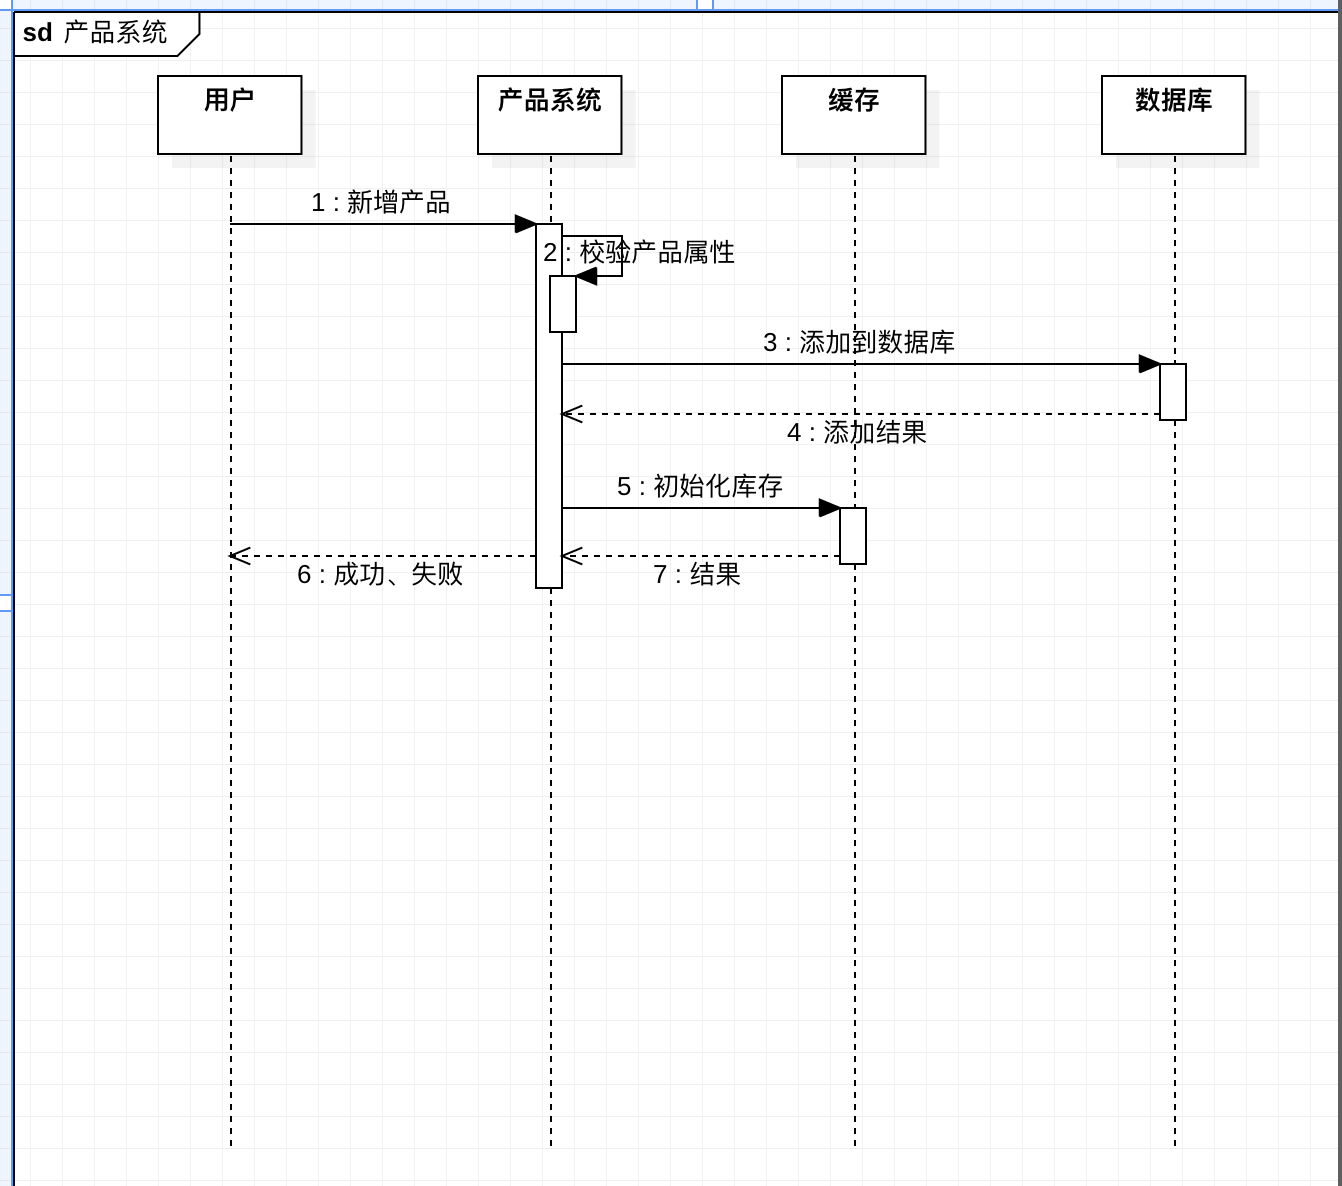 sd 产品系统
用户
产品系统
缓存
数据库
1 : 新增产品
2 : 校验产品属性
3 : 添加到数据库
4 : 添加结果
5 : 初始化库存
6 : 成功、失败
7 : 结果